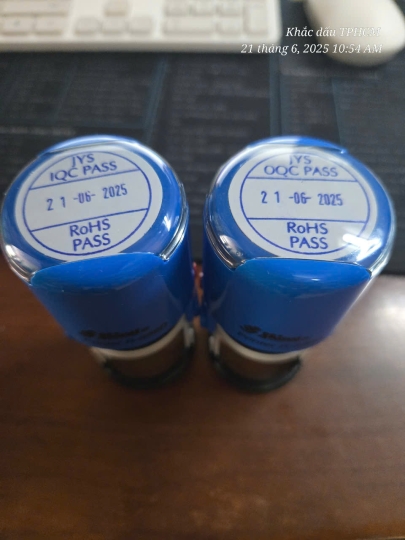 Khắc dấu TPHCM
21 tháng 6, 2025 10:54 AM
JYS
IQC PASS
21-06-2025
RoHS
PASS
JYS
OQC PASS
21-06-2025
RoHS
PASS
Shiny